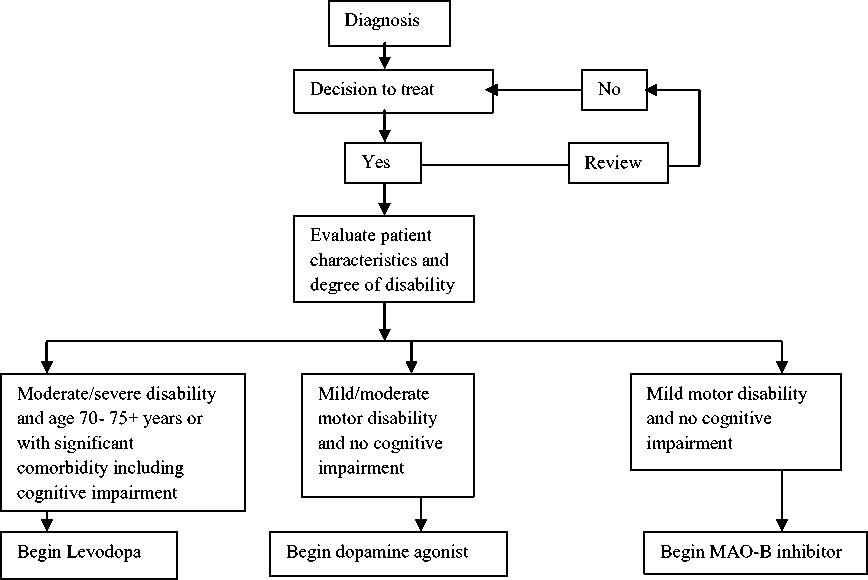 Diagnosis
Decision to treat
No
Yes
Review
Evaluate patient
characteristics and
degree of disability
Moderate/severe disability
and age 70- 75+ years or
with significant
comorbidity including
cognitive impairment
Mild/moderate
motor disability
and no cognitive
impairment
Mild motor disability
and no cognitive
impairment
Begin Levodopa
Begin dopamine agonist
Begin MAO-B inhibitor